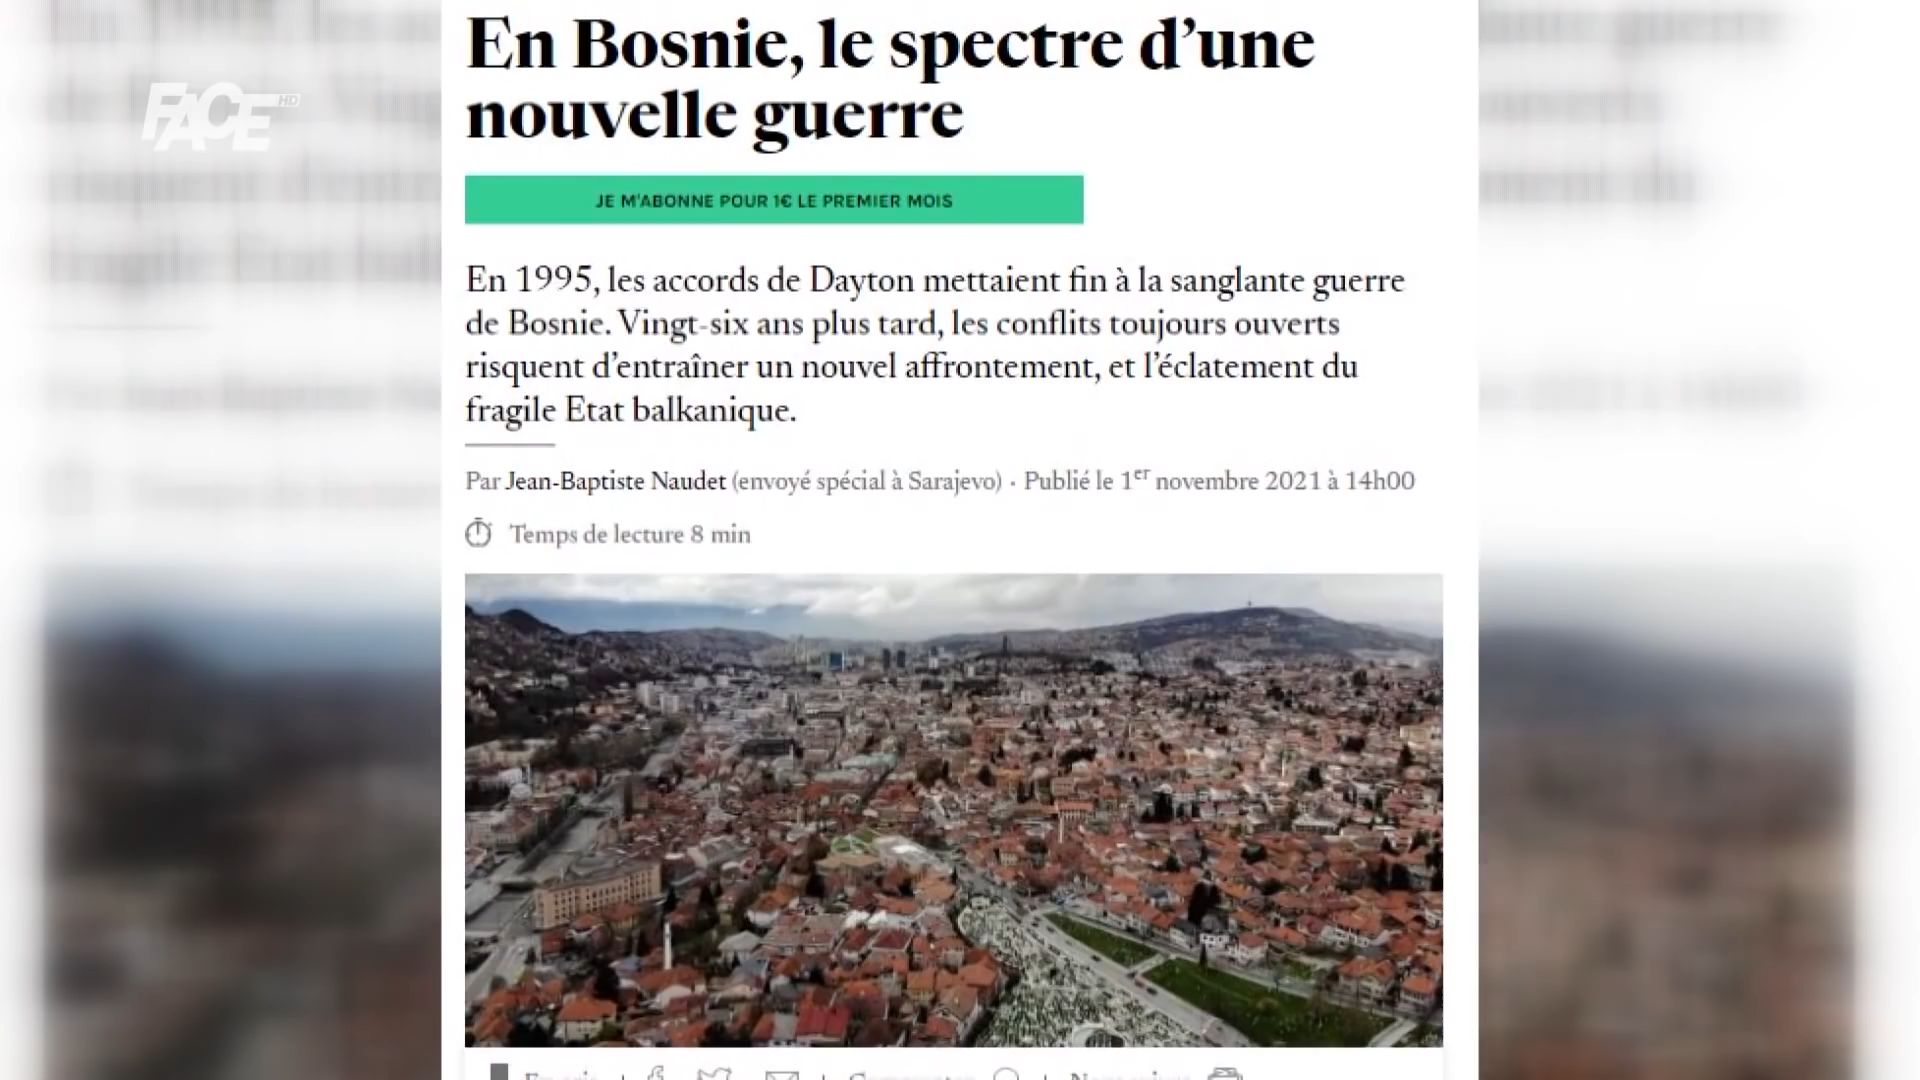 FACE HD
En Bosnie, le spectre d’une
nouvelle guerre
JE M'ABONNE POUR 1€ LE PREMIER MOIS
En 1995, les accords de Dayton mettaient fin à la sanglante guerre
de Bosnie. Vingt-six ans plus tard, les conflits toujours ouverts
risquent d’entraîner un nouvel affrontement, et l’éclatement du
fragile Etat balkanique.
Par Jean-Baptiste Naudet (envoyé spécial à Sarajevo) · Publié le 1er novembre 2021 à 14h00
Temps de lecture 8 min